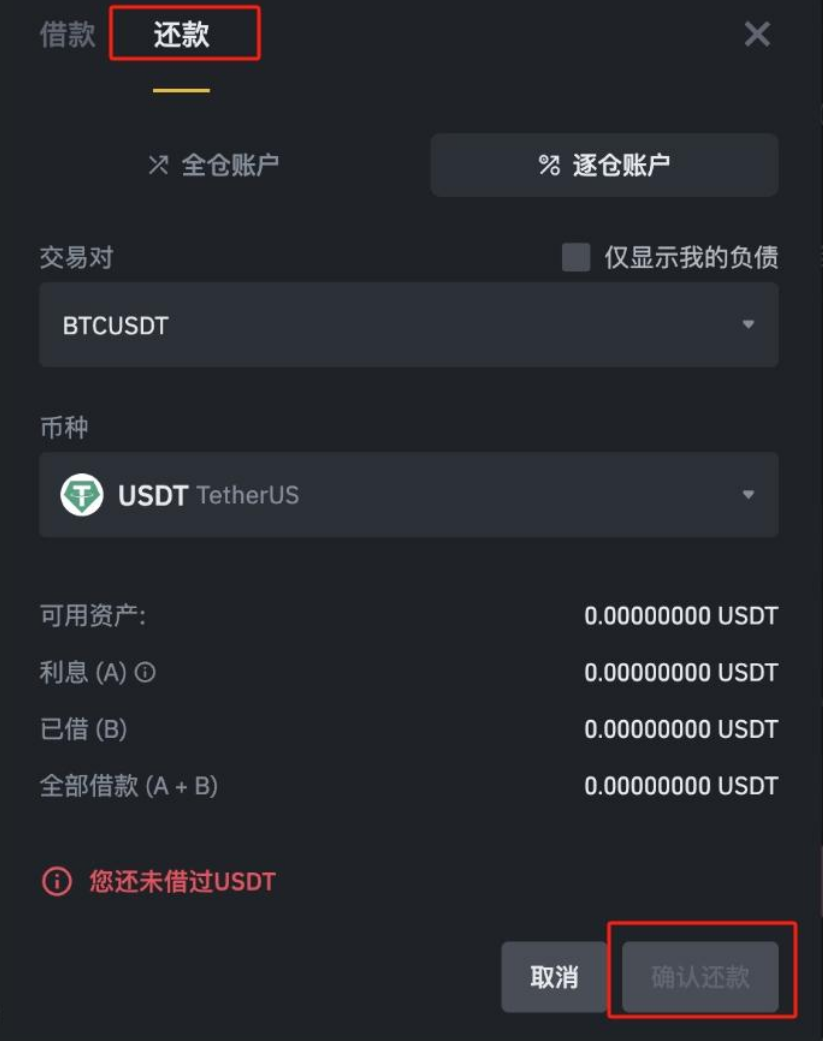 借款 还款
全仓账户 逐仓账户
交易对 仅显示我的负债
BTCUSDT
币种
USDT TetherUS
可用资产: 0.00000000 USDT
利息 (A) 0.00000000 USDT
已借 (B) 0.00000000 USDT
全部借款 (A + B) 0.00000000 USDT
您还未借过USDT
取消 确认还款